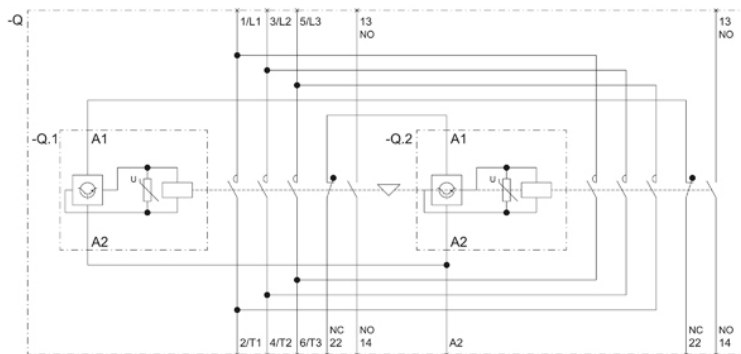 -Q
1/L1 3/L2 5/L3 13 13
NO NO
-Q.1 A1 -Q.2 A1
U U
A2 A2
NC NO NC NO
2/T1 4/T2 6/T3 22 14 A2 22 14